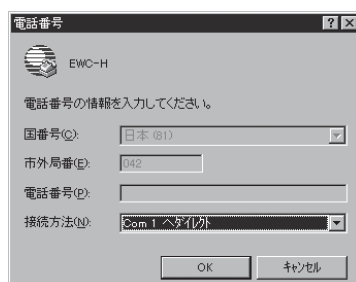 電話番号
EWC-H
電話番号の情報を入力してください。
国番号(C): 日本 (81)
市外局番(E): 042
電話番号(P):
接続方法(N): Com 1 へダイレクト
OK キャンセル